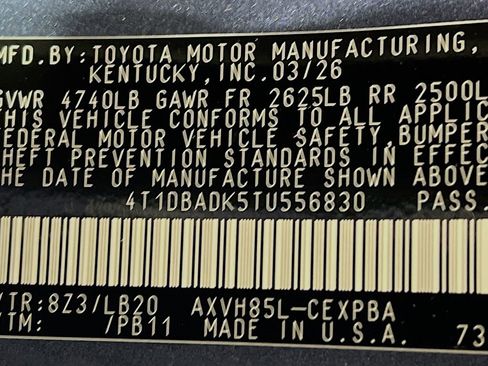 MFD. BY: TOYOTA MOTOR MANUFACTURING,
KENTUCKY, INC. 03/26
GVWR 4740LB GAWR FR 2625LB RR 2500L
THIS VEHICLE CONFORMS TO ALL APPLIC
FEDERAL MOTOR VEHICLE SAFETY, BUMPER
THEFT PREVENTION STANDARDS IN EFFEC
THE DATE OF MANUFACTURE SHOWN ABOVE
4T1DBADK5TU556830 PASS.
/TR: 8Z3/LB20 AXVH85L-CEXPBA
/TM: /PB11 MADE IN U.S.A. 73